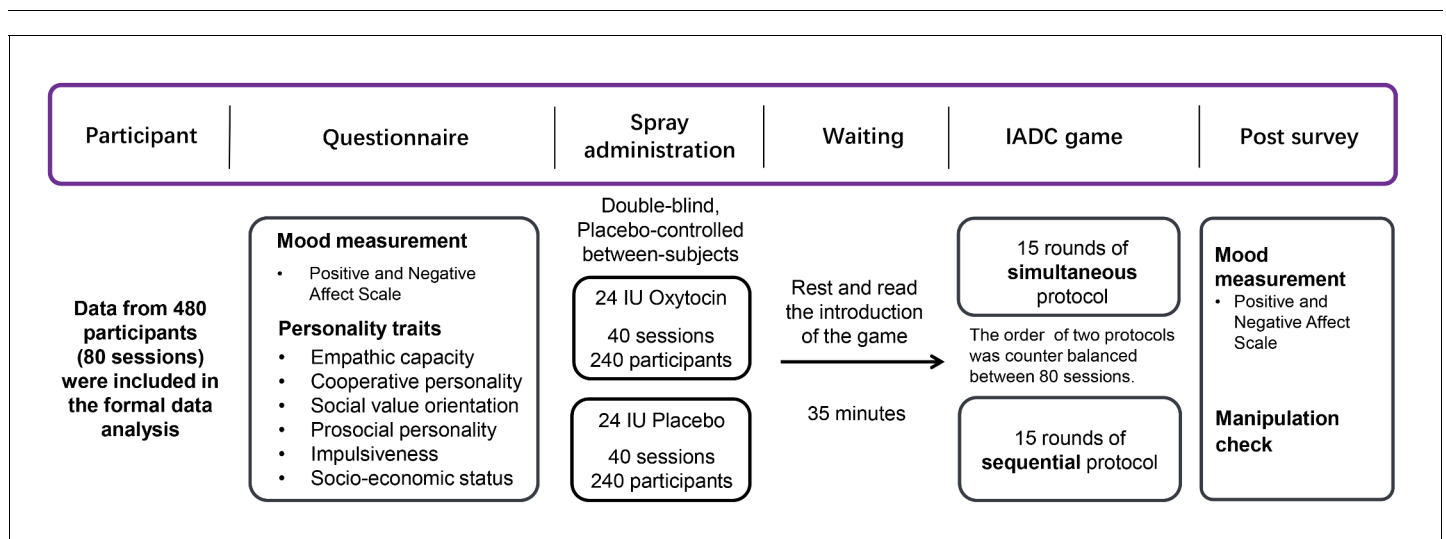 Participant
Questionnaire
Spray
administration
Waiting
IADC game
Post survey
Data from 480
participants
(80 sessions)
were included in
the formal data
analysis
Mood measurement
• Positive and Negative
Affect Scale
Personality traits
• Empathic capacity
• Cooperative personality
• Social value orientation
• Prosocial personality
• Impulsiveness
• Socio-economic status
Double-blind,
Placebo-controlled
between-subjects
24 IU Oxytocin
40 sessions
240 participants
24 IU Placebo
40 sessions
240 participants
Rest and read
the introduction
of the game
35 minutes
15 rounds of
simultaneous
protocol
The order of two protocols
was counter balanced
between 80 sessions.
15 rounds of
sequential protocol
Mood
measurement
• Positive and
Negative Affect
Scale
Manipulation
check